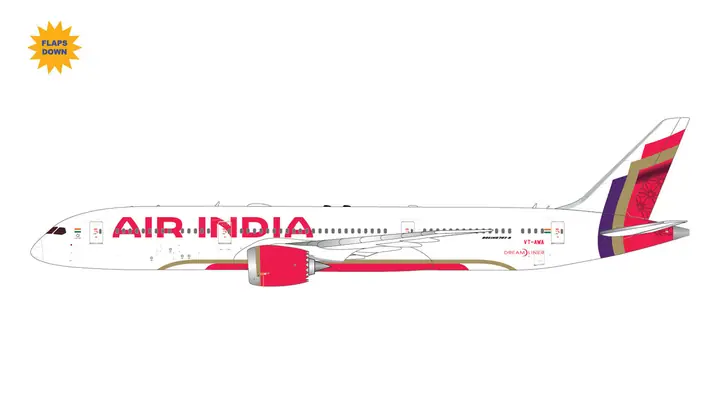 FLAPS
DOWN
AIR INDIA
BOEING 787-9
VT-AWA
DREAMLINER